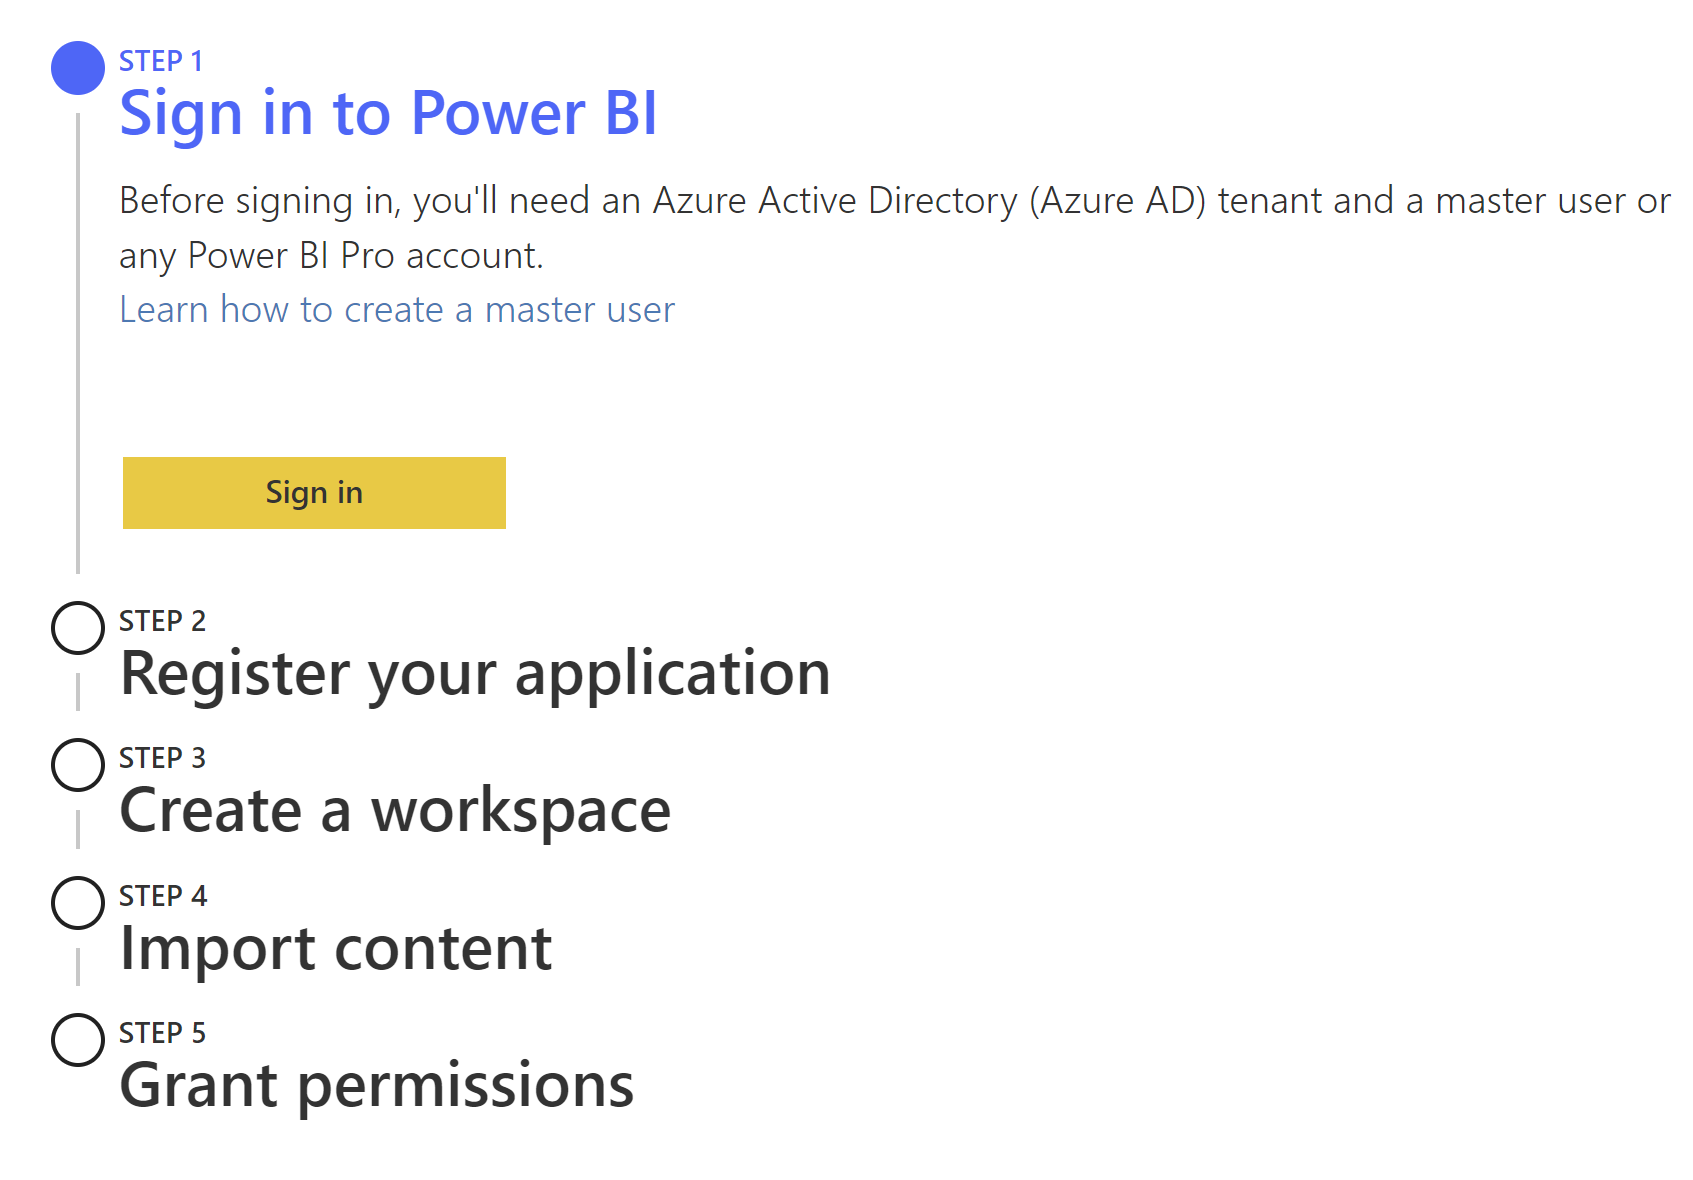 STEP 1
Sign in to Power BI
Before signing in, you'll need an Azure Active Directory (Azure AD) tenant and a master user or
any Power BI Pro account.
Learn how to create a master user
Sign in
STEP 2
Register your application
STEP 3
Create a workspace
STEP 4
Import content
STEP 5
Grant permissions